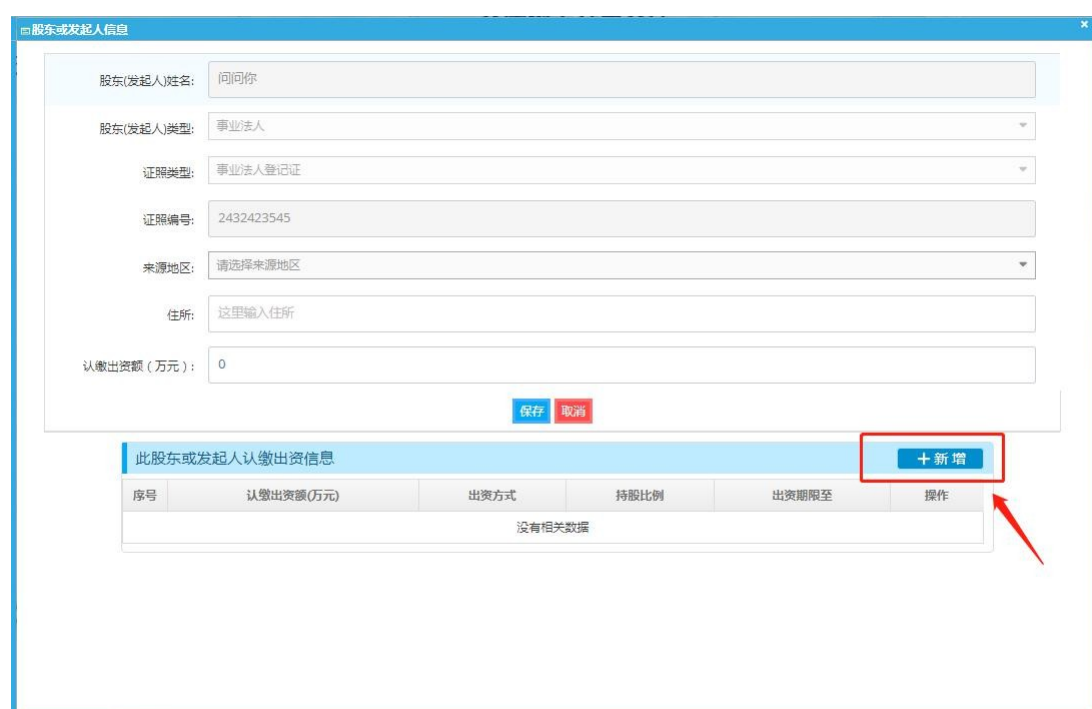 股东或发起人信息
×
股东(发起人)姓名: 问问你
股东(发起人)类型: 事业法人
证照类型: 事业法人登记证
证照编号: 2432423545
来源地区: 请选择来源地区
住所: 这里输入住所
认缴出资额（万元）: 0
保存 取消
此股东或发起人认缴出资信息 +新增
序号 认缴出资额(万元) 出资方式 持股比例 出资期限至 操作
没有相关数据